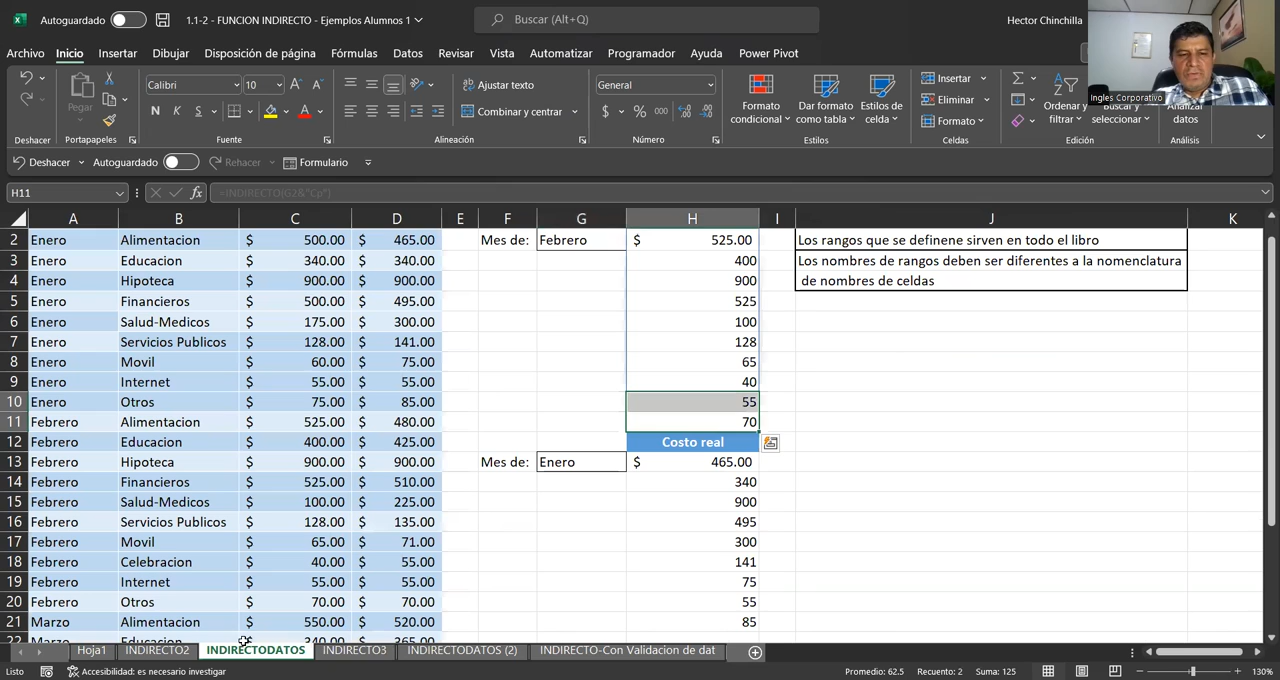 Autoguardado 1.1-2 - FUNCION INDIRECTO - Ejemplos Alumnos 1 Buscar (Alt+Q) Hector Chinchilla
Archivo Inicio Insertar Dibujar Disposición de página Fórmulas Datos Revisar Vista Automatizar Programador Ayuda Power Pivot
Ingles Corporativo
Pegar Calibri 10 Ajustar texto General Formato condicional Dar formato como tabla Estilos de celda Insertar Ordenar y filtrar Buscar y seleccionar Analizar datos
N K S Combinar y centrar $ % 000 Eliminar
Formato
Deshacer Portapapeles Fuente Alineación Número Estilos Celdas Edición Análisis
Deshacer Autoguardado Rehacer Formulario
H11 fx =INDIRECTO(G2&"Cp")
A B C D E F G H I J K
2 Enero Alimentacion $ 500.00 $ 465.00 Mes de: Febrero $ 525.00 Los rangos que se definene sirven en todo el libro
3 Enero Educacion $ 340.00 $ 340.00 400 Los nombres de rangos deben ser diferentes a la nomenclatura
4 Enero Hipoteca $ 900.00 $ 900.00 900 de nombres de celdas
5 Enero Financieros $ 500.00 $ 495.00 525
6 Enero Salud-Medicos $ 175.00 $ 300.00 100
7 Enero Servicios Publicos $ 128.00 $ 141.00 128
8 Enero Movil $ 60.00 $ 75.00 65
9 Enero Internet $ 55.00 $ 55.00 40
10 Enero Otros $ 75.00 $ 85.00 55
11 Febrero Alimentacion $ 525.00 $ 480.00 70
12 Febrero Educacion $ 400.00 $ 425.00 Costo real
13 Febrero Hipoteca $ 900.00 $ 900.00 Mes de: Enero $ 465.00
14 Febrero Financieros $ 525.00 $ 510.00 340
15 Febrero Salud-Medicos $ 100.00 $ 225.00 900
16 Febrero Servicios Publicos $ 128.00 $ 135.00 495
17 Febrero Movil $ 65.00 $ 71.00 300
18 Febrero Celebracion $ 40.00 $ 55.00 141
19 Febrero Internet $ 55.00 $ 55.00 75
20 Febrero Otros $ 70.00 $ 70.00 55
21 Marzo Alimentacion $ 550.00 $ 520.00 85
22 Marzo Educacion $ 340.00 $ 365.00
Hoja1 INDIRECTO2 INDIRECTODATOS INDIRECTO3 INDIRECTODATOS (2) INDIRECTO-Con Validacion de dat
Listo Accesibilidad: es necesario investigar Promedio: 62.5 Recuento: 2 Suma: 125 130%